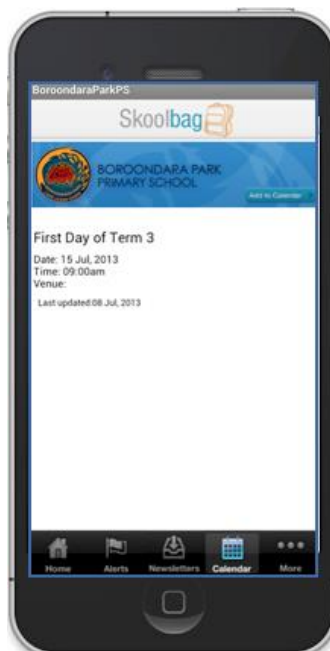 BoroondaraParkPS
Skoolbag
BOROONDARA PARK
PRIMARY SCHOOL
Add to Calendar
First Day of Term 3
Date: 15 Jul, 2013
Time: 09:00am
Venue:
Last updated:08 Jul, 2013
Home Alerts Newsletters Calendar More